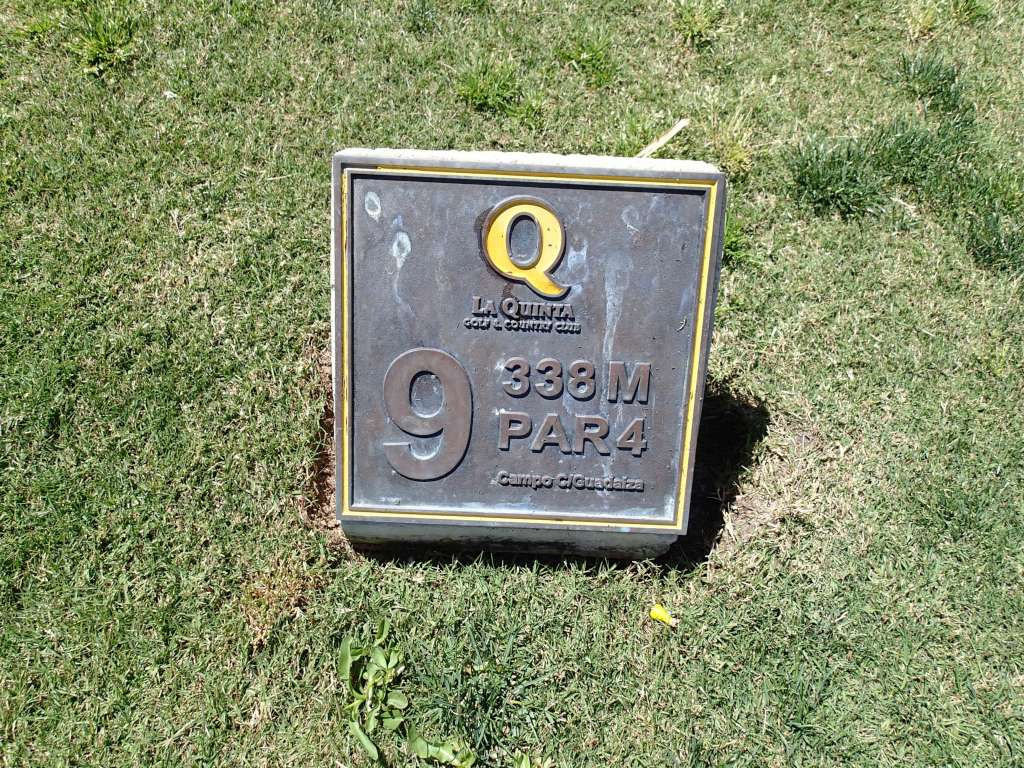 Q
LA QUINTA
GOLF & COUNTRY CLUB
9
338 M
PAR 4
Campo C/Guadaiza